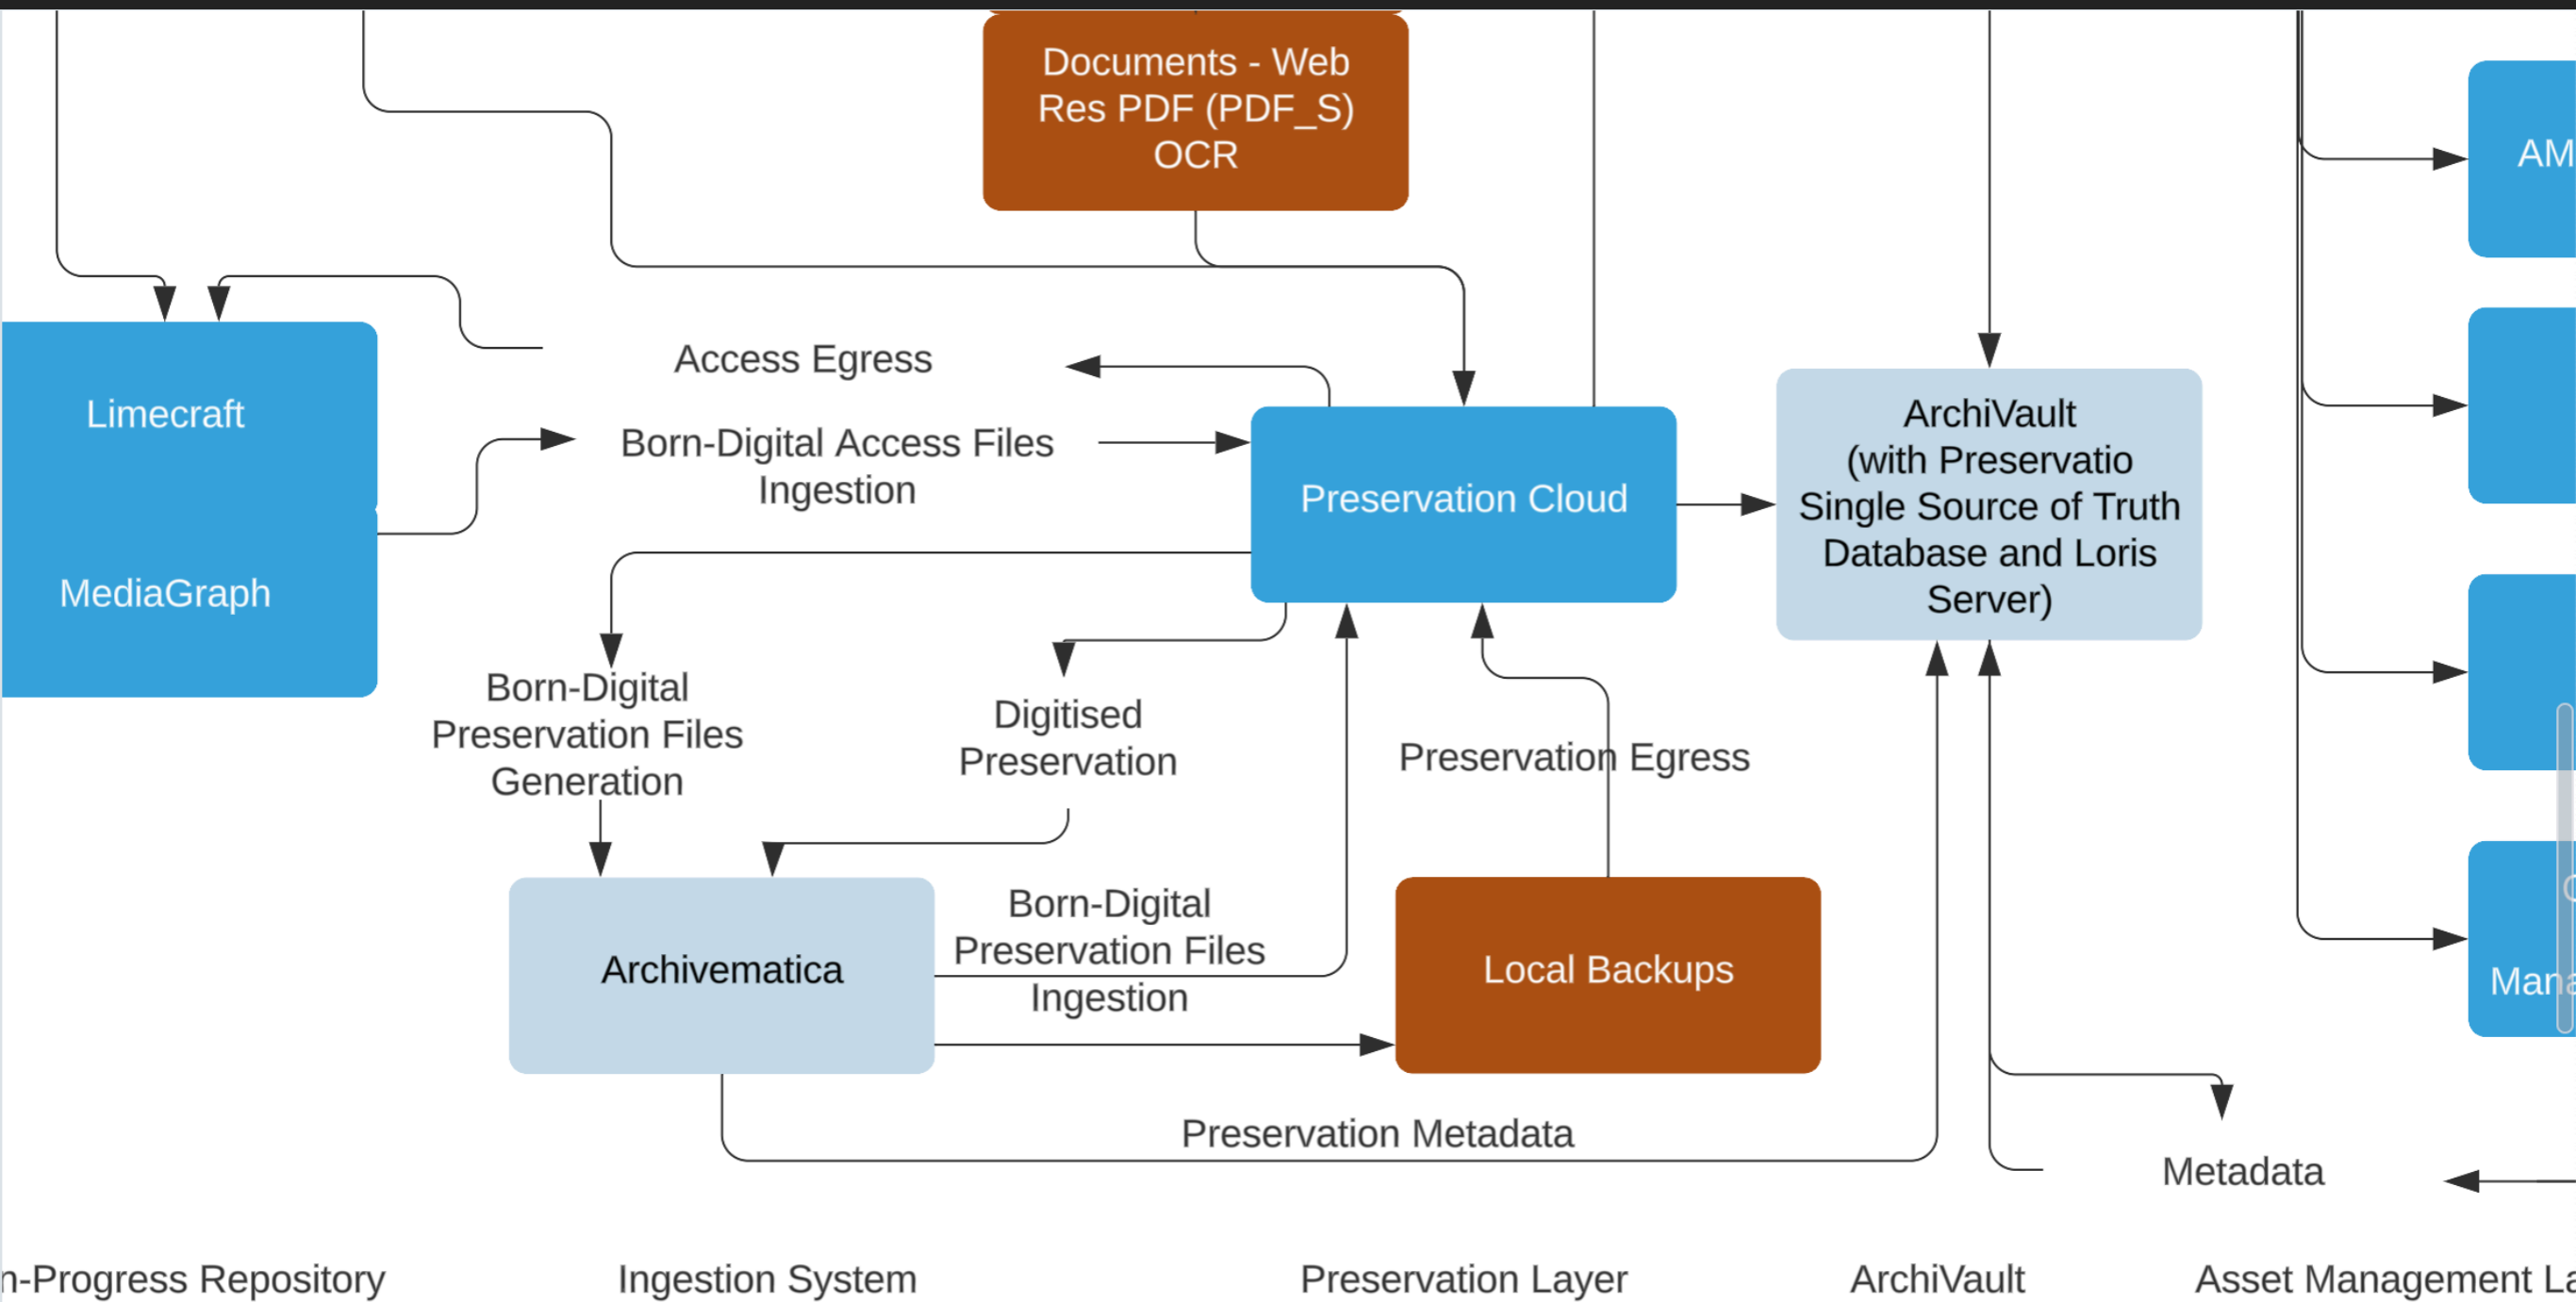 Documents - Web
Res PDF (PDF_S)
OCR
Limecraft
MediaGraph
Access Egress
Born-Digital Access Files
Ingestion
Preservation Cloud
ArchiVault
(with Preservatio
Single Source of Truth
Database and Loris
Server)
Born-Digital
Preservation Files
Generation
Digitised
Preservation
Preservation Egress
Archivematica
Born-Digital
Preservation Files
Ingestion
Local Backups
Preservation Metadata
Metadata
AM
Mana
n-Progress Repository
Ingestion System
Preservation Layer
ArchiVault
Asset Management La